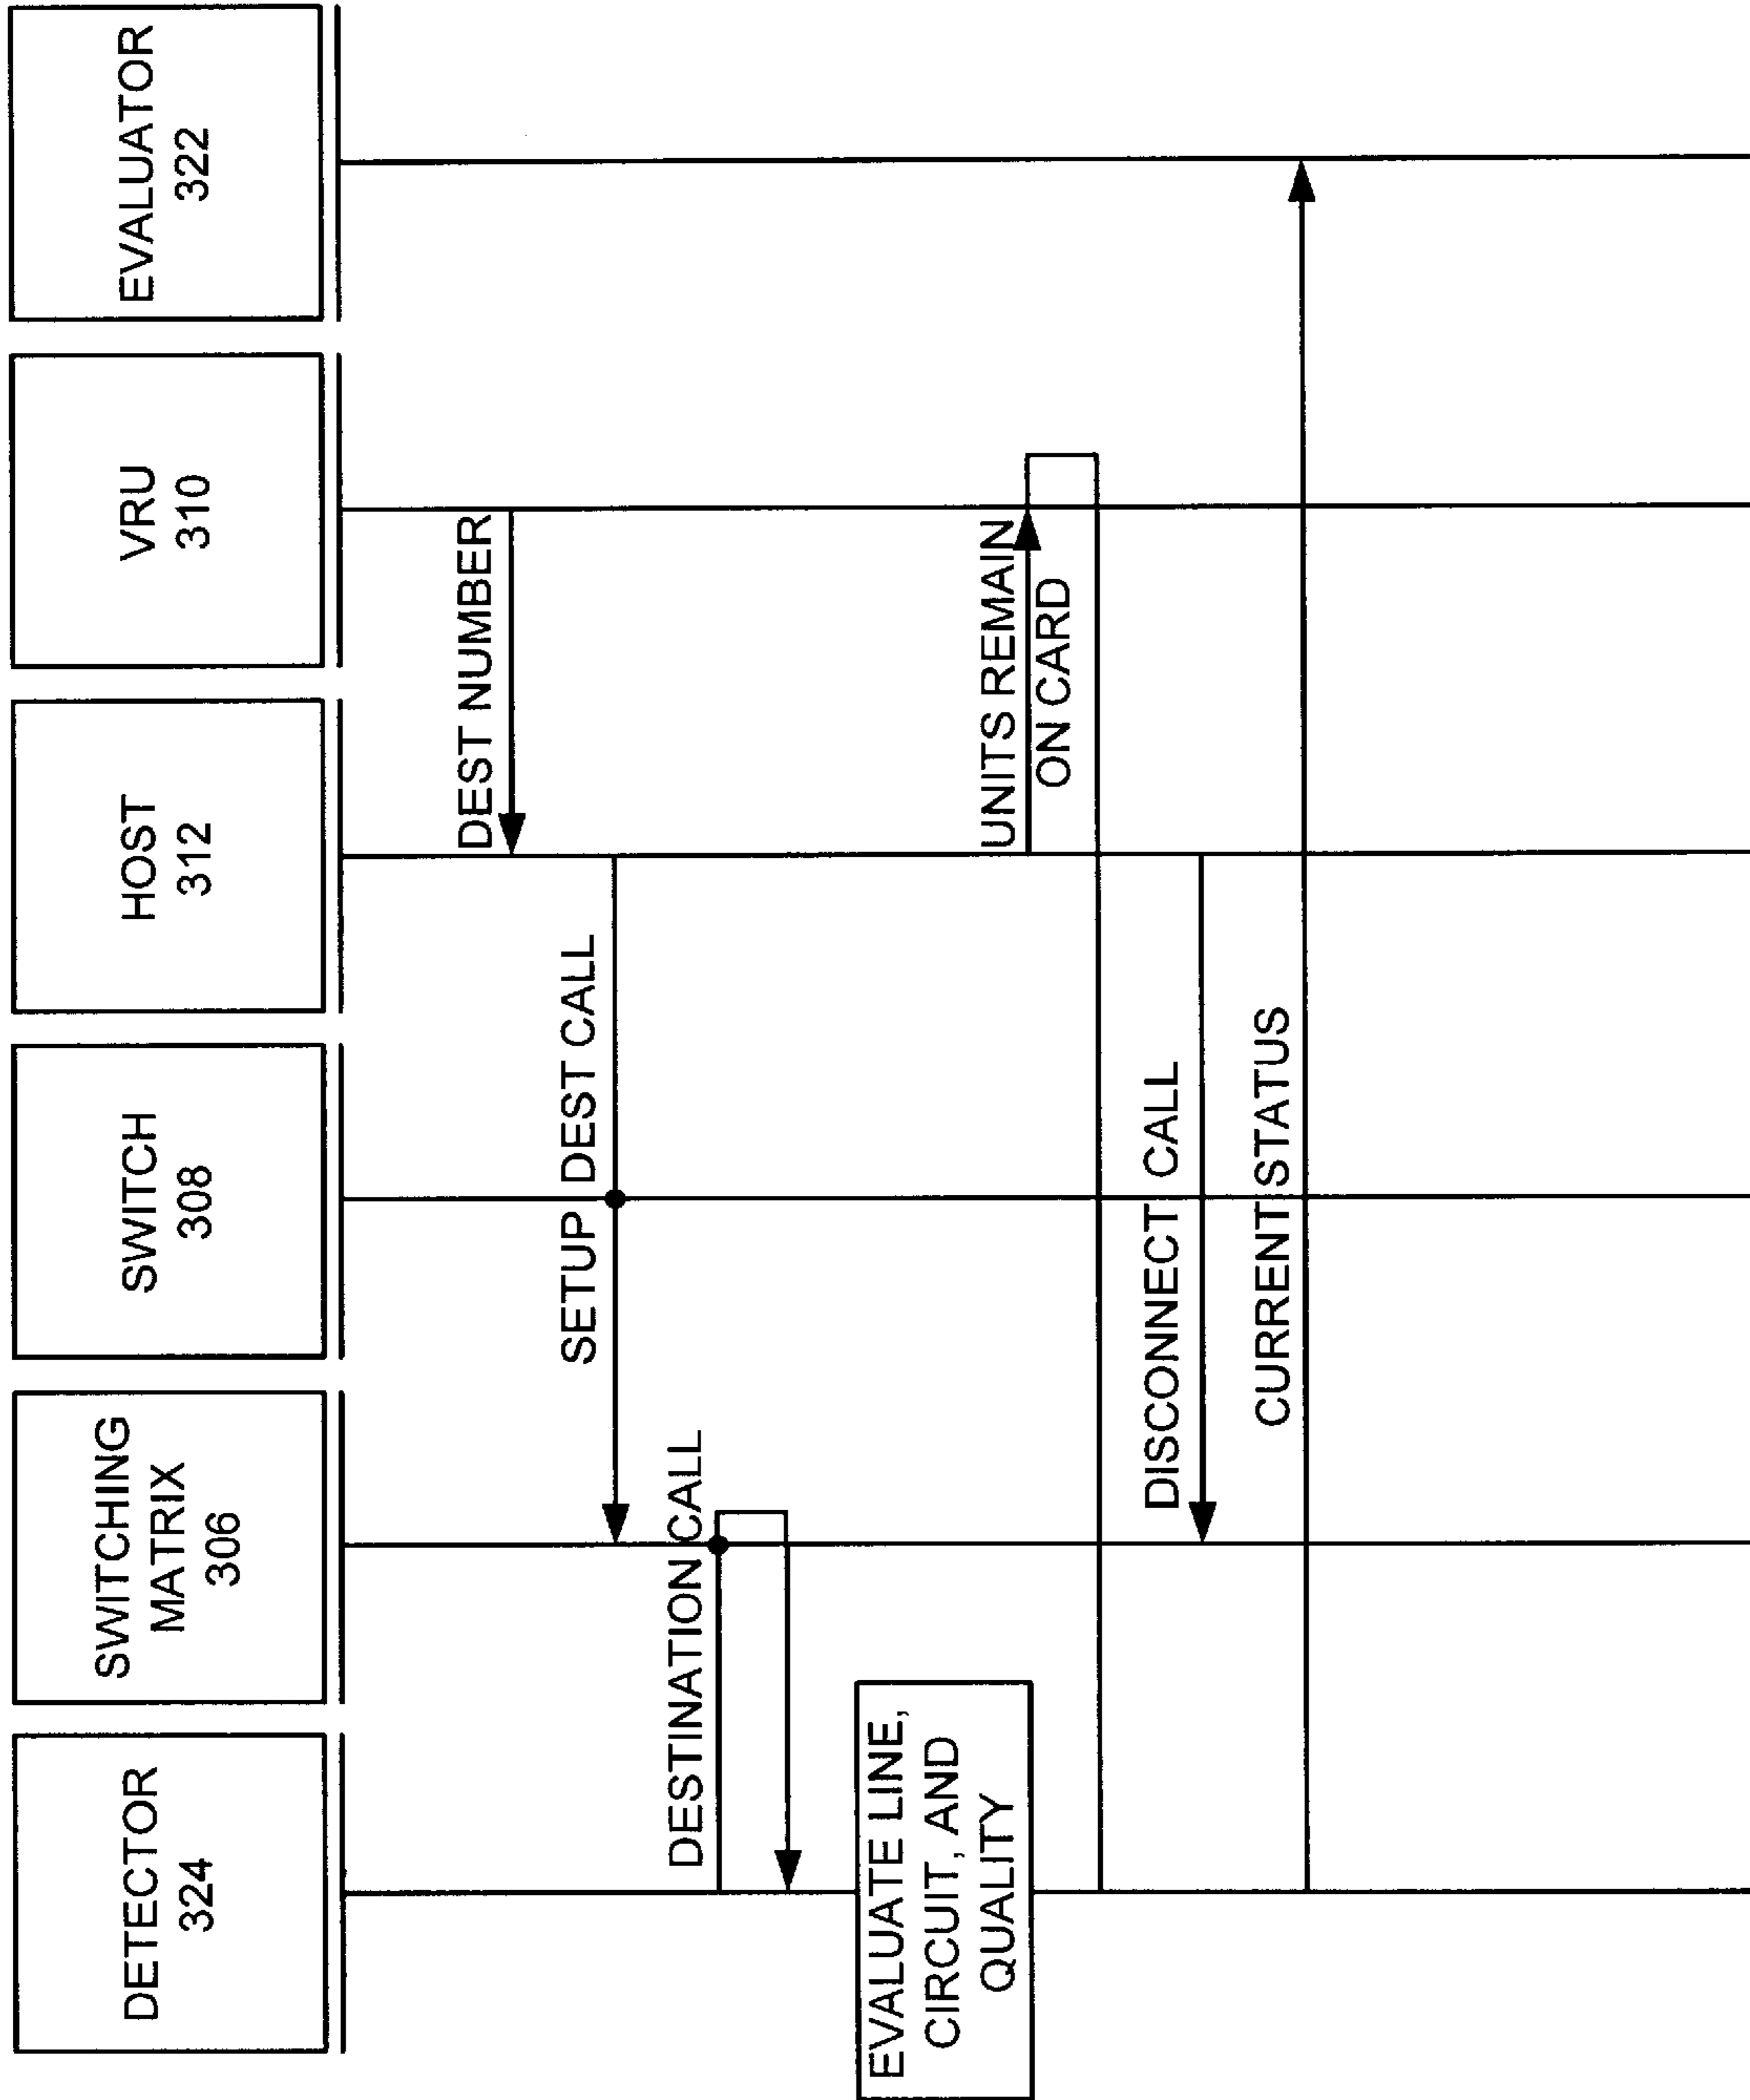 DETECTOR
324
SWITCHING
MATRIX
306
SWITCH
308
HOST
312
VRU
310
EVALUATOR
322
DEST NUMBER
SETUP DEST CALL
DESTINATION CALL
EVALUATE LINE,
CIRCUIT, AND
QUALITY
UNITS REMAIN
ON CARD
DISCONNECT CALL
CURRENT STATUS